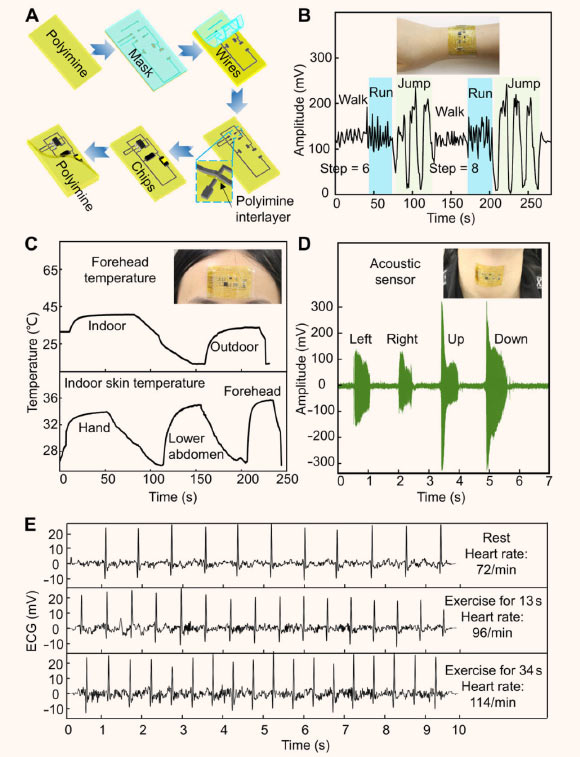 A
Polyimine
Mask
Wires
Polyimine
Chips
Polyimine
interlayer
B
Amplitude (mV)
300
200
100
0
Walk
Run
Jump
Walk
Run
Jump
Step = 6
Step = 8
0 50 100 150 200 250
Time (s)
C
Forehead
temperature
Temperature (℃)
65
45
25
Indoor
Outdoor
Indoor skin temperature
Forehead
36
32
28
Hand
Lower
abdomen
0 50 100 150 200 250
Time (s)
D
Acoustic
sensor
Amplitude (mV)
300
200
100
0
−100
−200
−300
Left Right Up Down
0 1 2 3 4 5 6 7
Time (s)
E
ECG (mV)
20
10
0
−10
Rest
Heart rate:
72/min
20
10
0
−10
Exercise for 13 s
Heart rate:
96/min
20
10
0
−10
Exercise for 34 s
Heart rate:
114/min
0 1 2 3 4 5 6 7 8 9 10
Time (s)